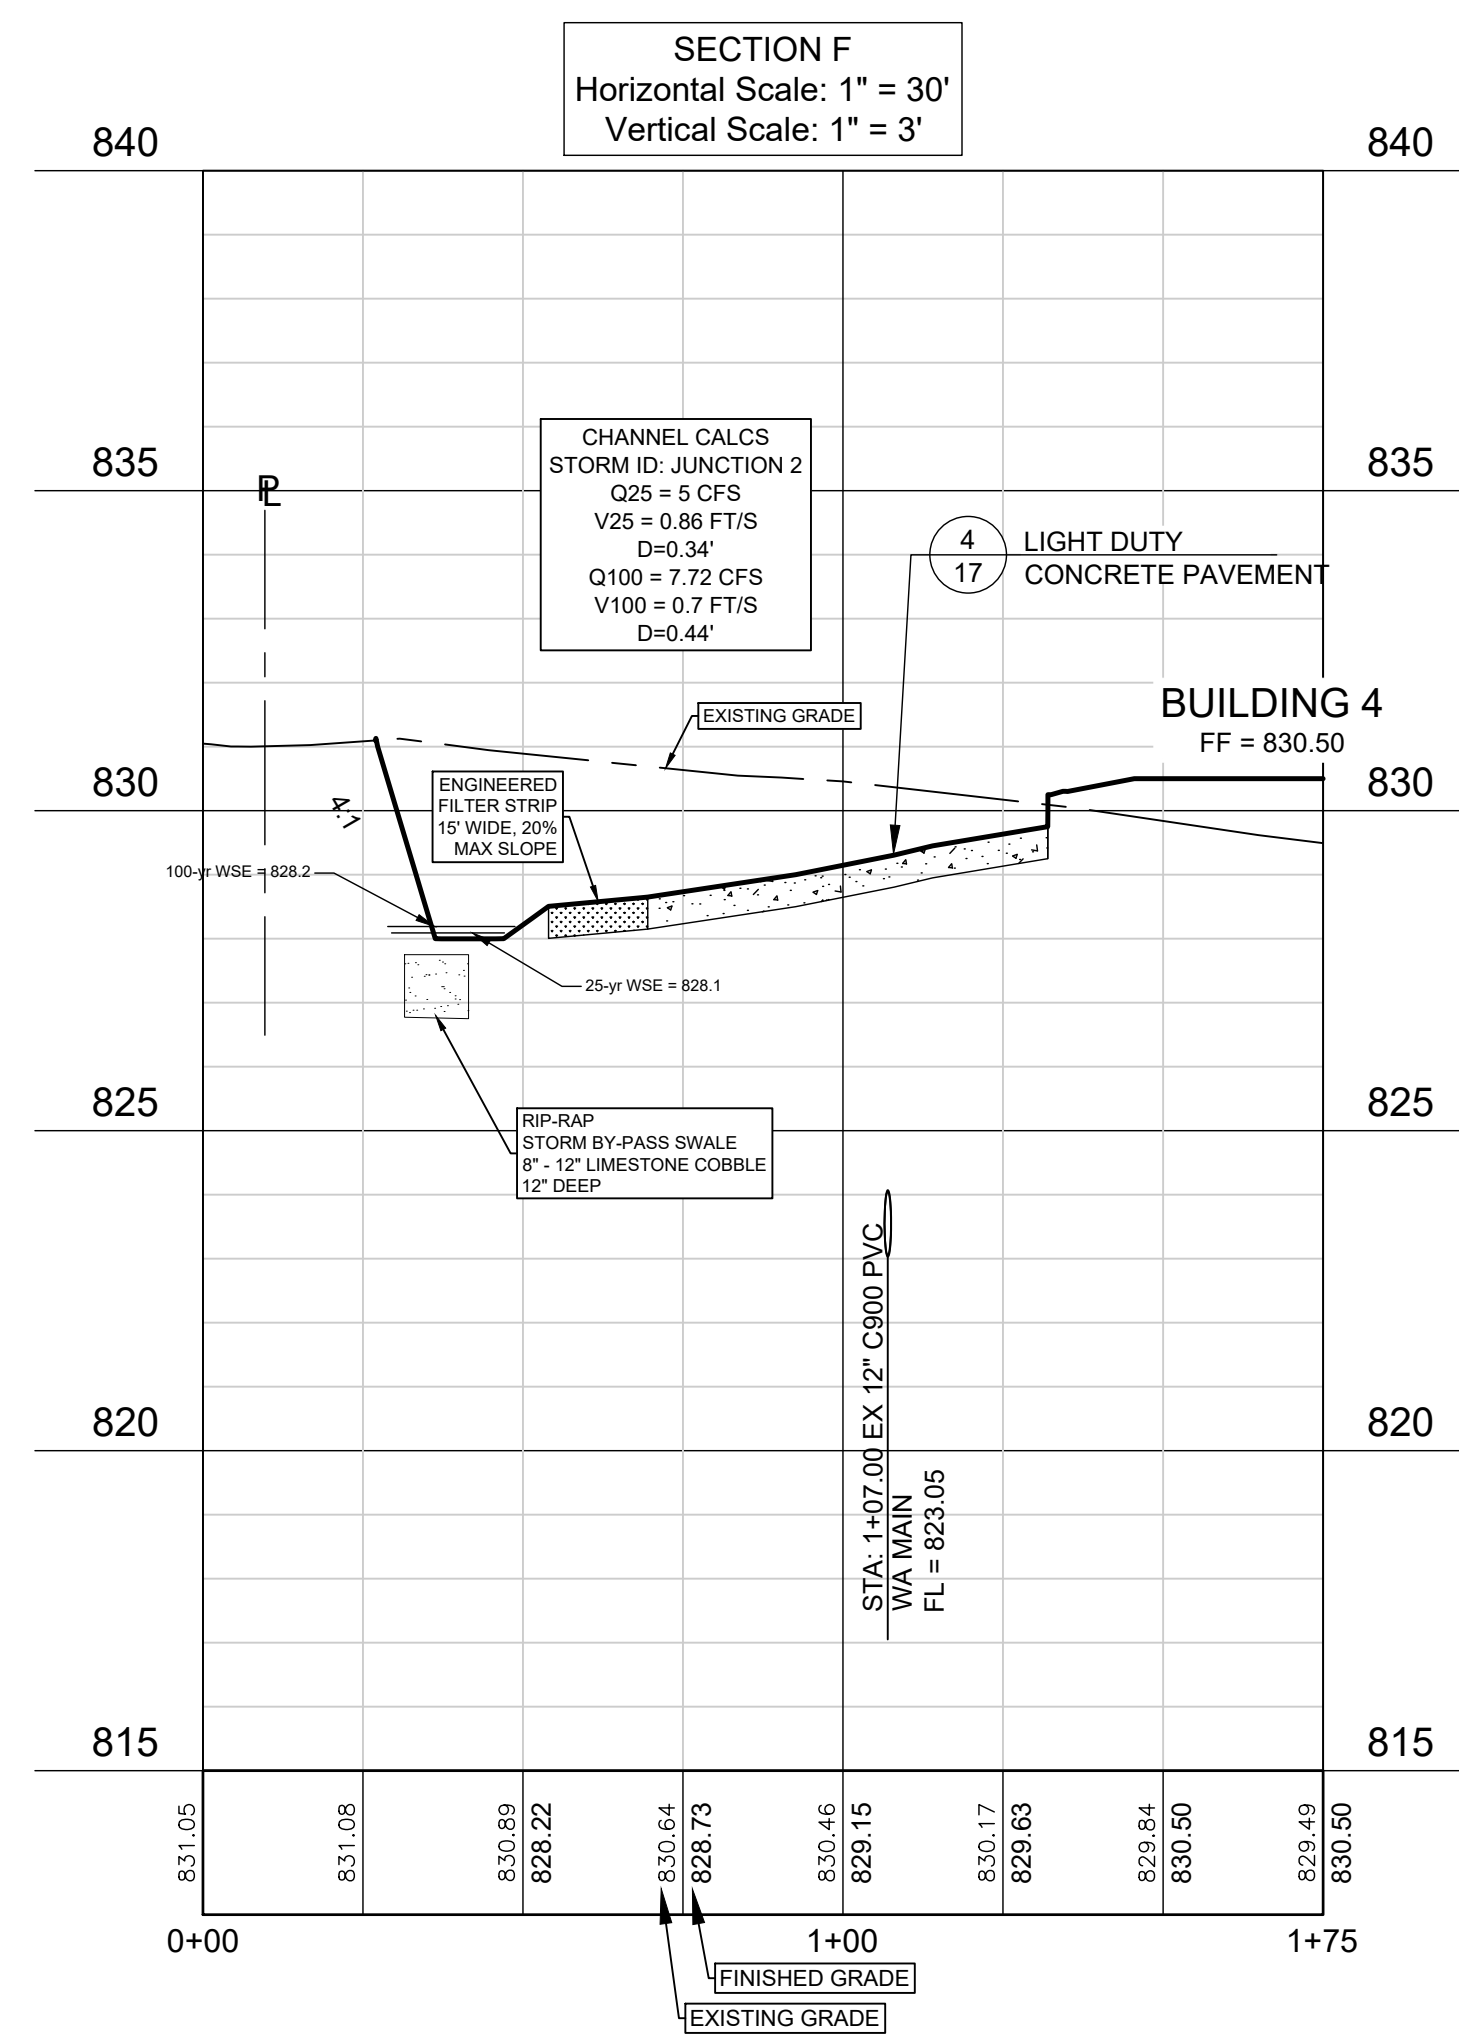 SECTION F
Horizontal Scale: 1" = 30'
Vertical Scale: 1" = 3'
840
840
835
835
PL
CHANNEL CALCS
STORM ID: JUNCTION 2
Q25 = 5 CFS
V25 = 0.86 FT/S
D=0.34'
Q100 = 7.72 CFS
V100 = 0.7 FT/S
D=0.44'
4
17
LIGHT DUTY
CONCRETE PAVEMENT
EXISTING GRADE
BUILDING 4
FF = 830.50
830
830
4:1
ENGINEERED
FILTER STRIP
15' WIDE, 20%
MAX SLOPE
100-yr WSE = 828.2
25-yr WSE = 828.1
825
825
RIP-RAP
STORM BY-PASS SWALE
8" - 12" LIMESTONE COBBLE
12" DEEP
STA: 1+07.00 EX 12" C900 PVC
WA MAIN
FL = 823.05
820
820
815
815
831.05
831.08
830.89
828.22
830.64
828.73
830.46
829.15
830.17
829.63
829.84
830.50
829.49
830.50
0+00
1+00
1+75
FINISHED GRADE
EXISTING GRADE